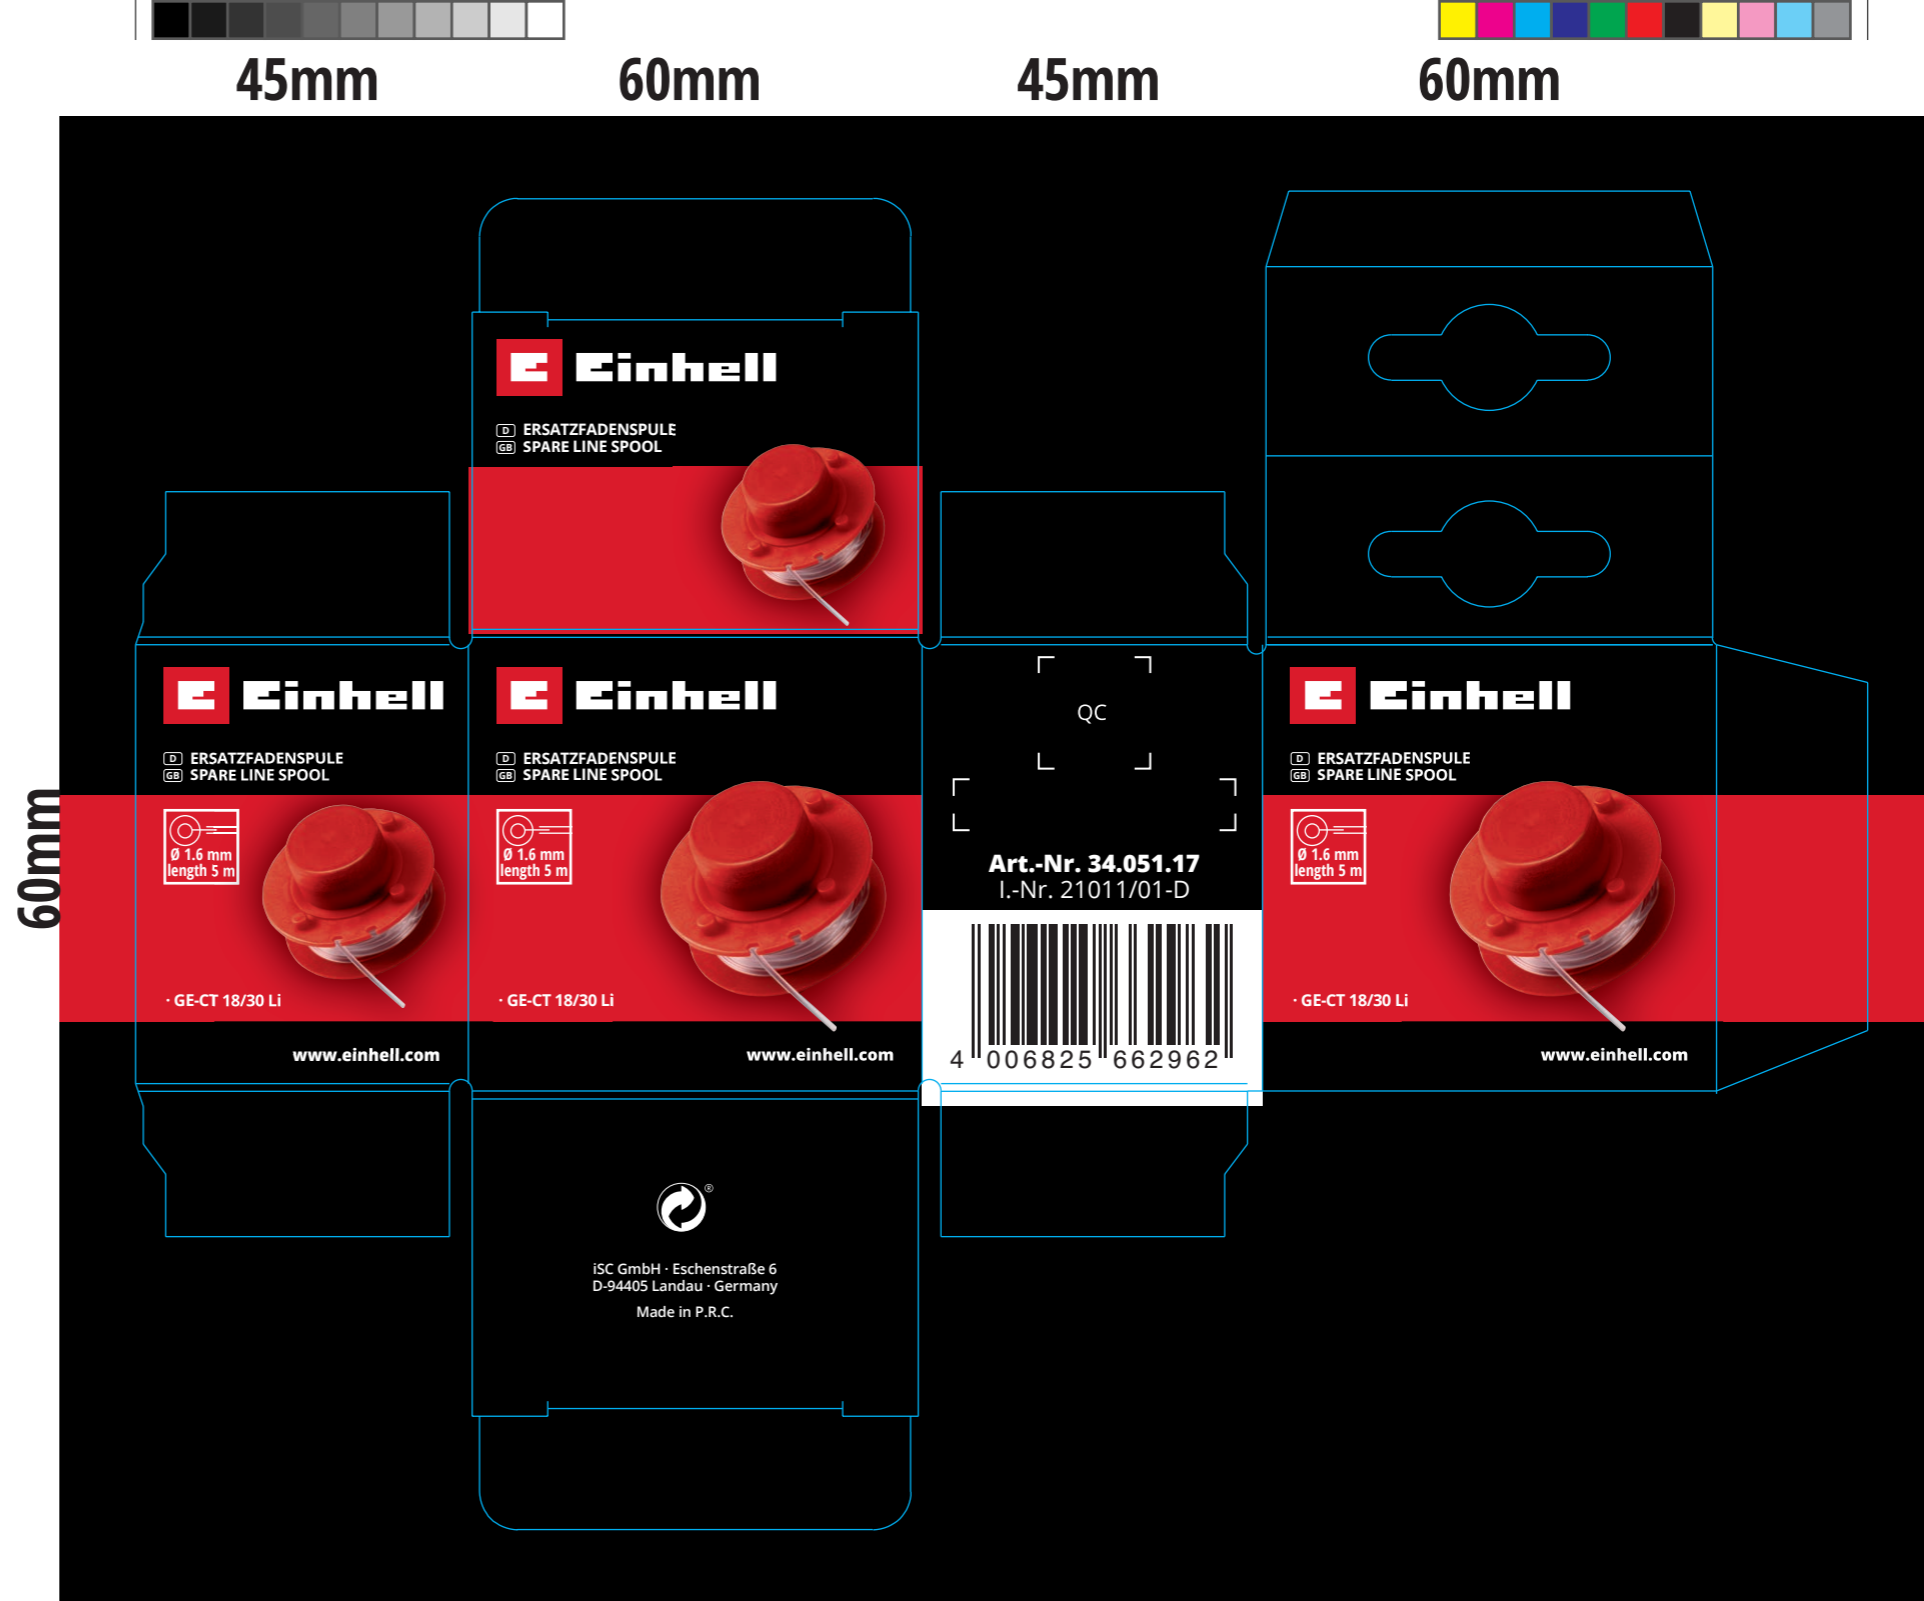 45mm
60mm
45mm
60mm
Einhell
D ERSATZFADENSPULE
GB SPARE LINE SPOOL
60mm
Einhell
D ERSATZFADENSPULE
GB SPARE LINE SPOOL
Ø 1.6 mm
length 5 m
· GE-CT 18/30 Li
www.einhell.com
Einhell
D ERSATZFADENSPULE
GB SPARE LINE SPOOL
Ø 1.6 mm
length 5 m
· GE-CT 18/30 Li
www.einhell.com
QC
Art.-Nr. 34.051.17
I.-Nr. 21011/01-D
4 006825 662962
Einhell
D ERSATZFADENSPULE
GB SPARE LINE SPOOL
Ø 1.6 mm
length 5 m
· GE-CT 18/30 Li
www.einhell.com
®
iSC GmbH · Eschenstraße 6
D-94405 Landau · Germany
Made in P.R.C.